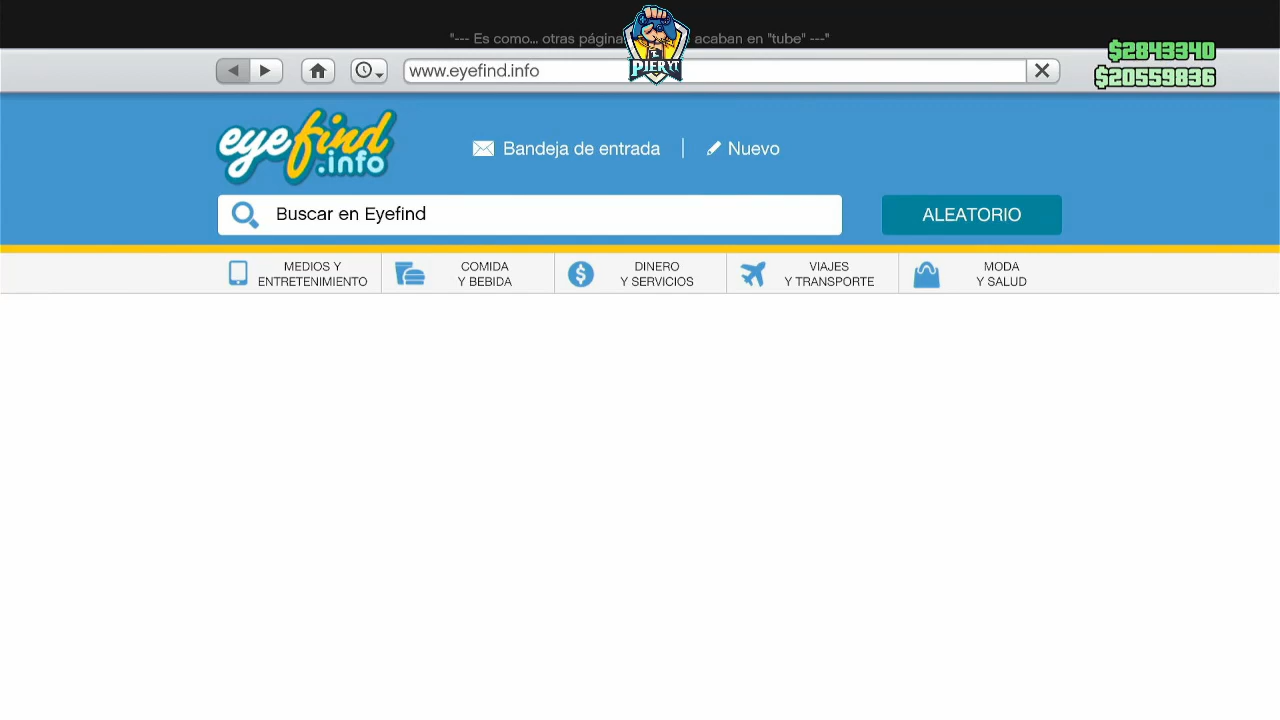 "--- Es como... otras página acaban en "tube" ---"
PIERYT
$2843340
www.eyefind.info
$20559836
eyefind
.info
Bandeja de entrada | Nuevo
Buscar en Eyefind
ALEATORIO
MEDIOS Y
ENTRETENIMIENTO
COMIDA
Y BEBIDA
DINERO
Y SERVICIOS
VIAJES
Y TRANSPORTE
MODA
Y SALUD